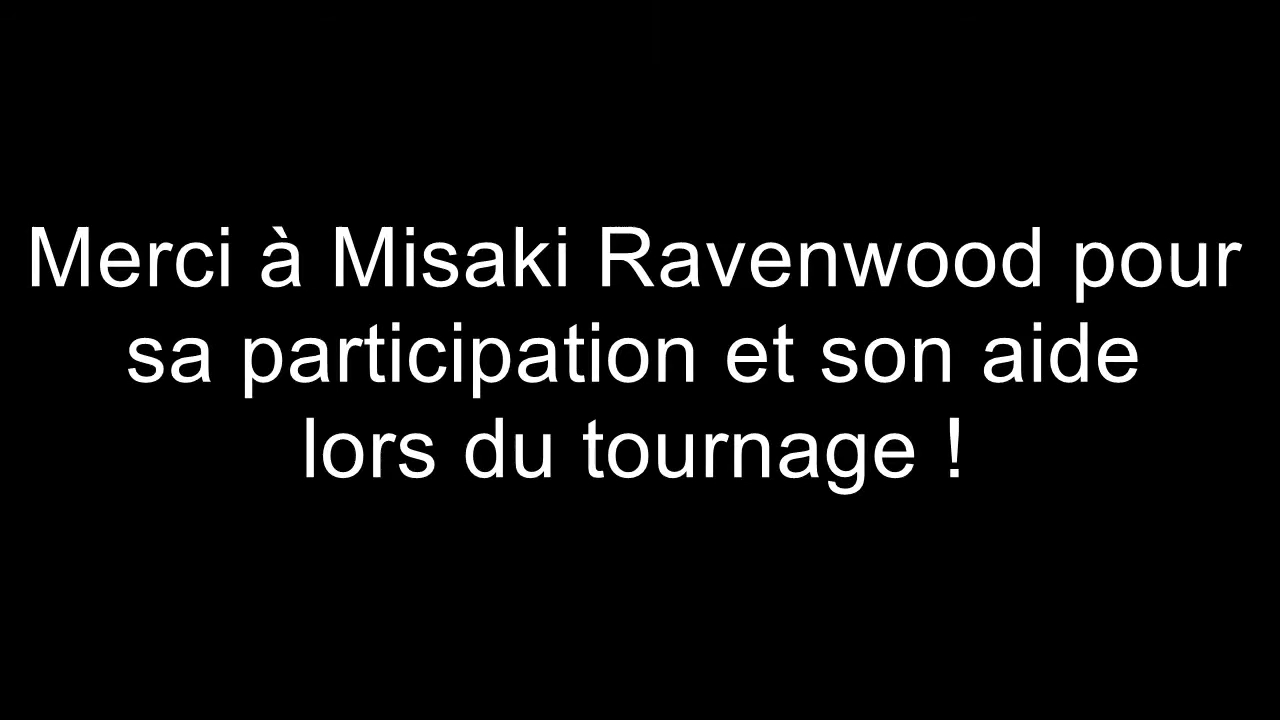 Merci à Misaki Ravenwood pour
sa participation et son aide
lors du tournage !